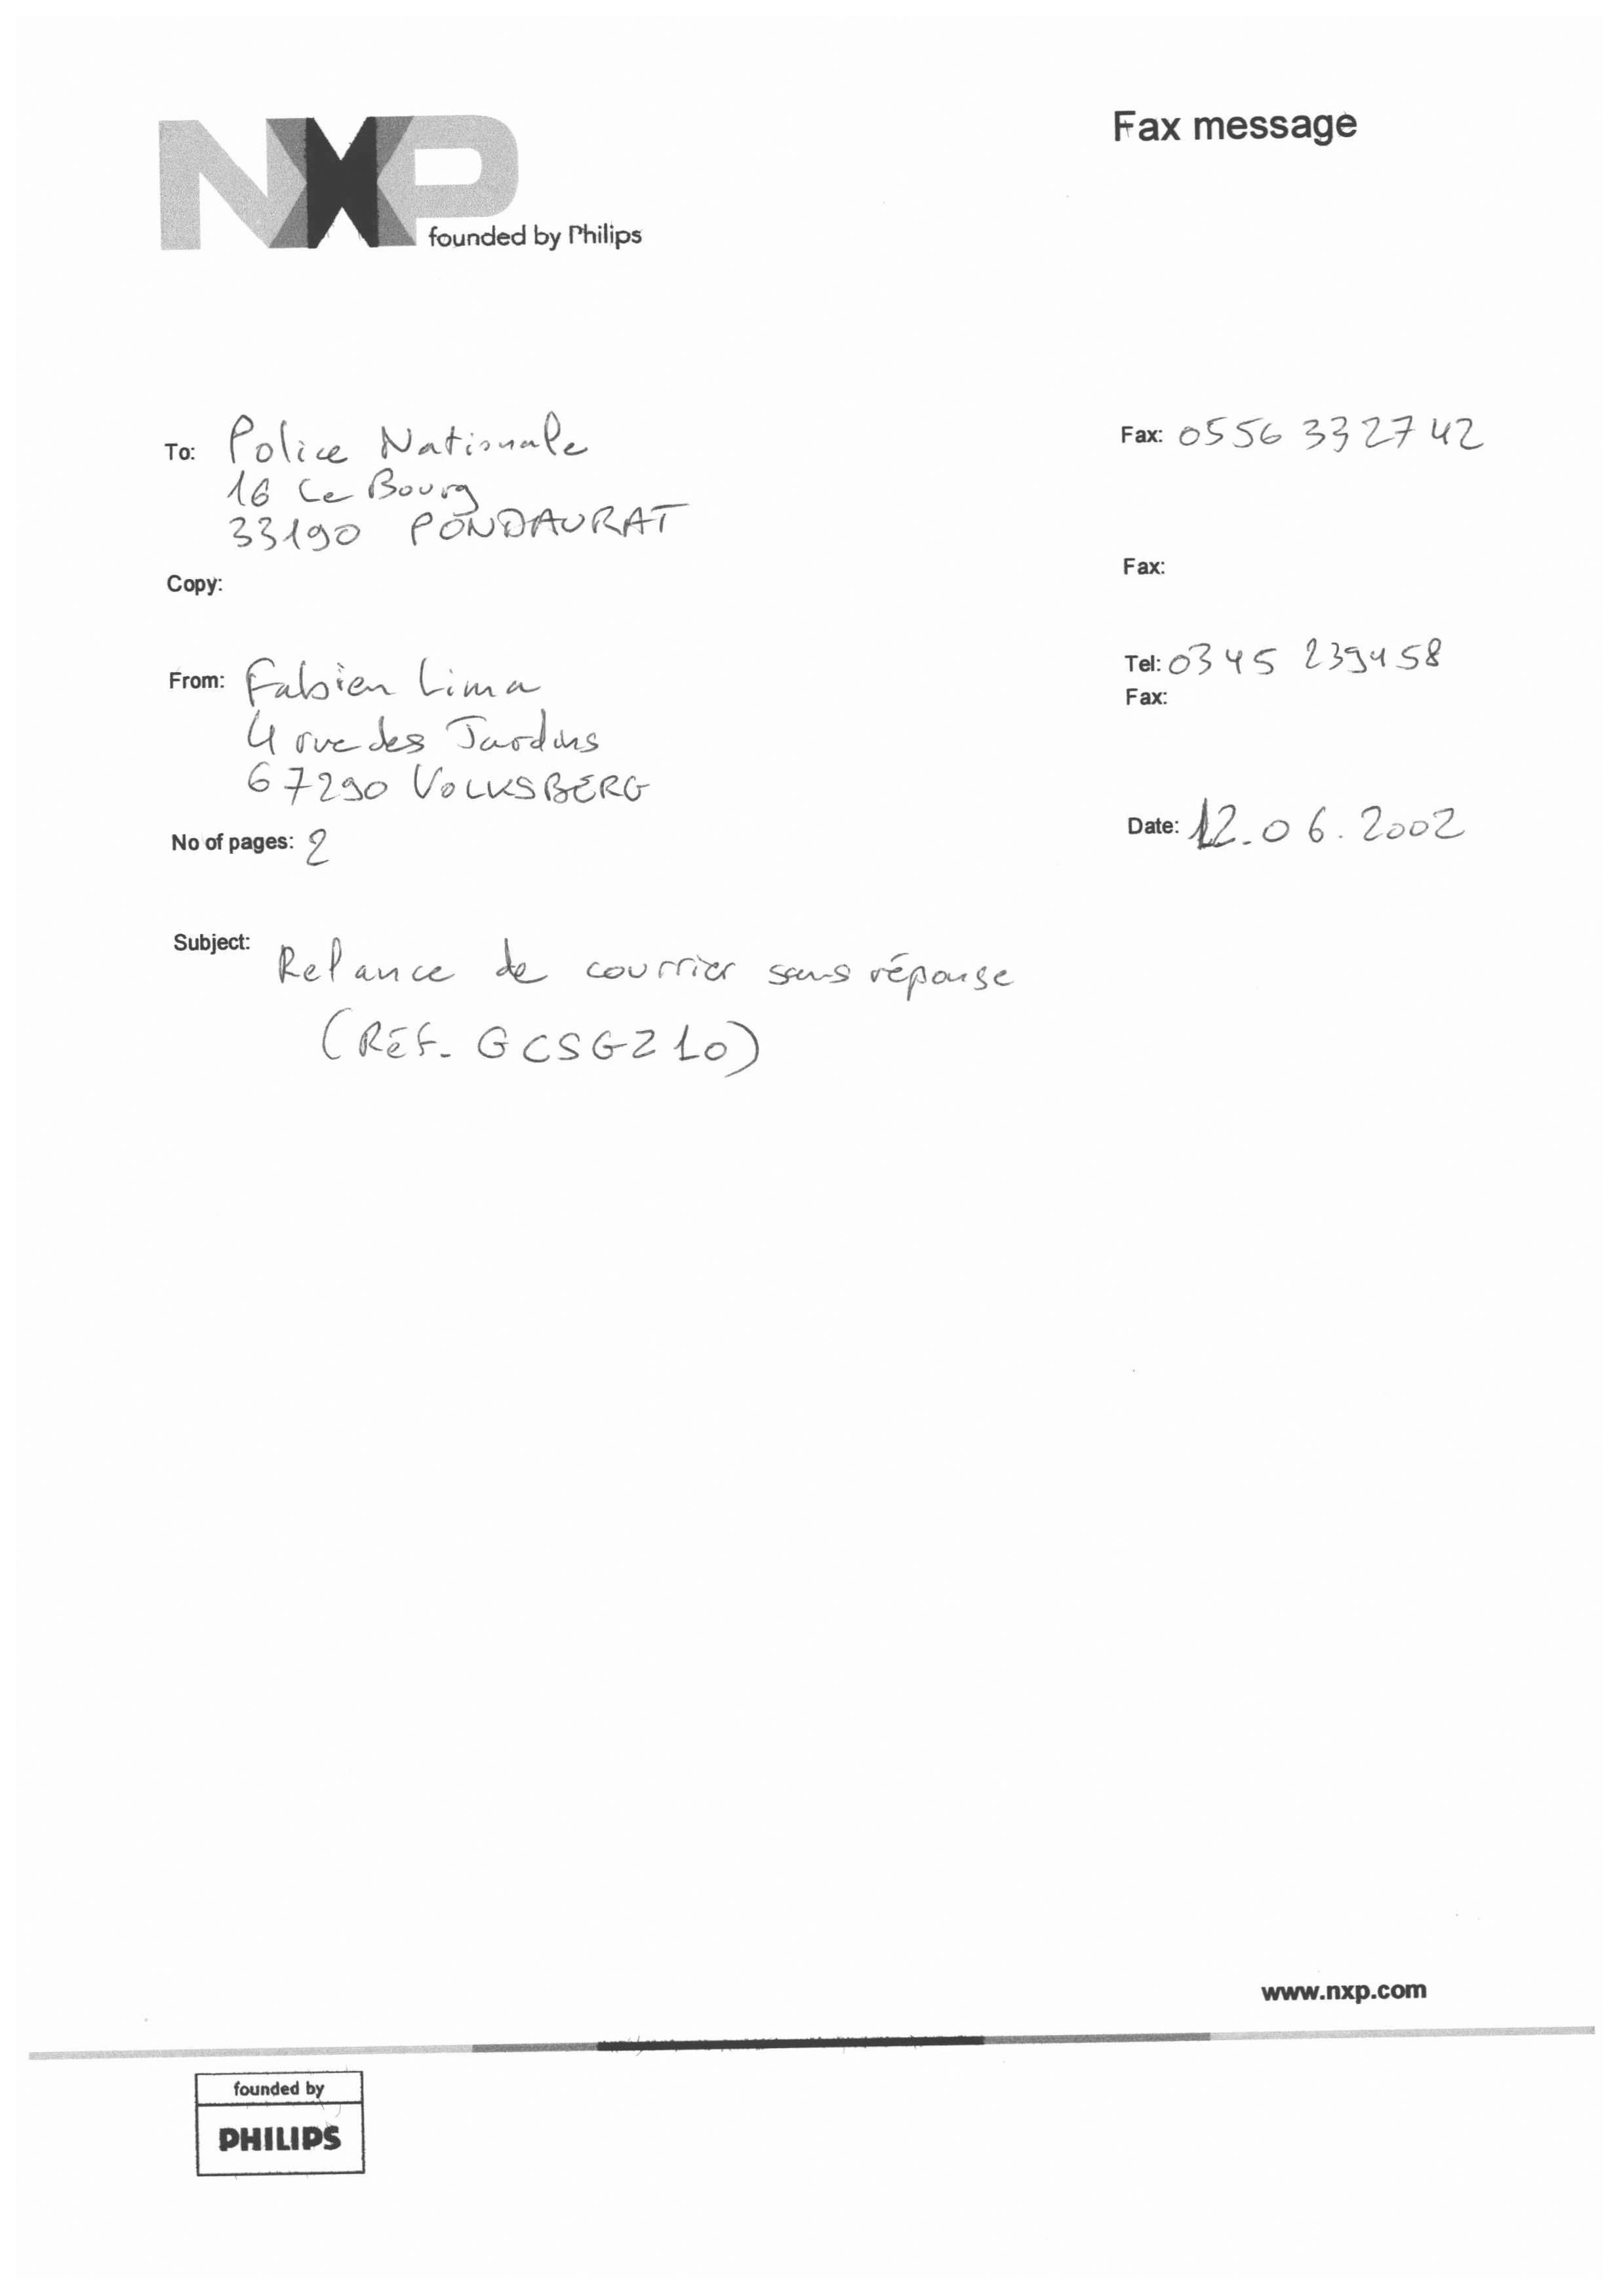 NXP
founded by Philips
Fax message
To: Police Nationale
16 Le Bourg
33190 PONDAURAT
Fax: 0556 332742
Copy:
Fax:
From: Fabien Lima
4 rue des Jardins
67290 VOLKSBERG
Tel: 0345 239458
Fax:
No of pages: 2
Date: 12.06.2002
Subject: Relance de courrier sans réponse
(Réf. GCSGZ10)
www.nxp.com
founded by
PHILIPS